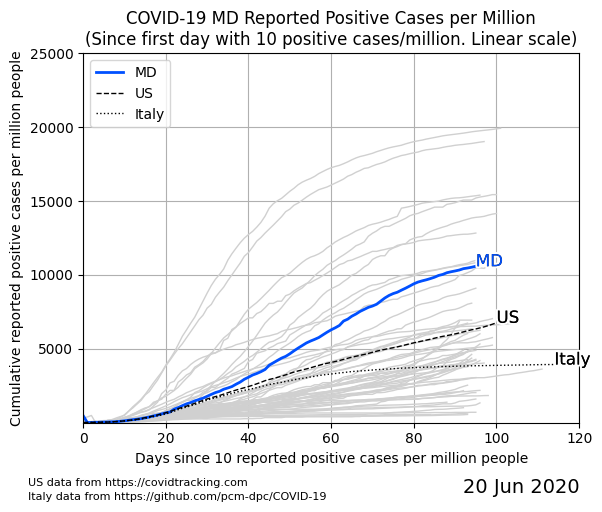 COVID-19 MD Reported Positive Cases per Million
(Since first day with 10 positive cases/million. Linear scale)
Cumulative reported positive cases per million people
25000
20000
15000
10000
5000
MD
US
Italy
MD
US
Italy
0 20 40 60 80 100 120
Days since 10 reported positive cases per million people
US data from https://covidtracking.com
Italy data from https://github.com/pcm-dpc/COVID-19
20 Jun 2020